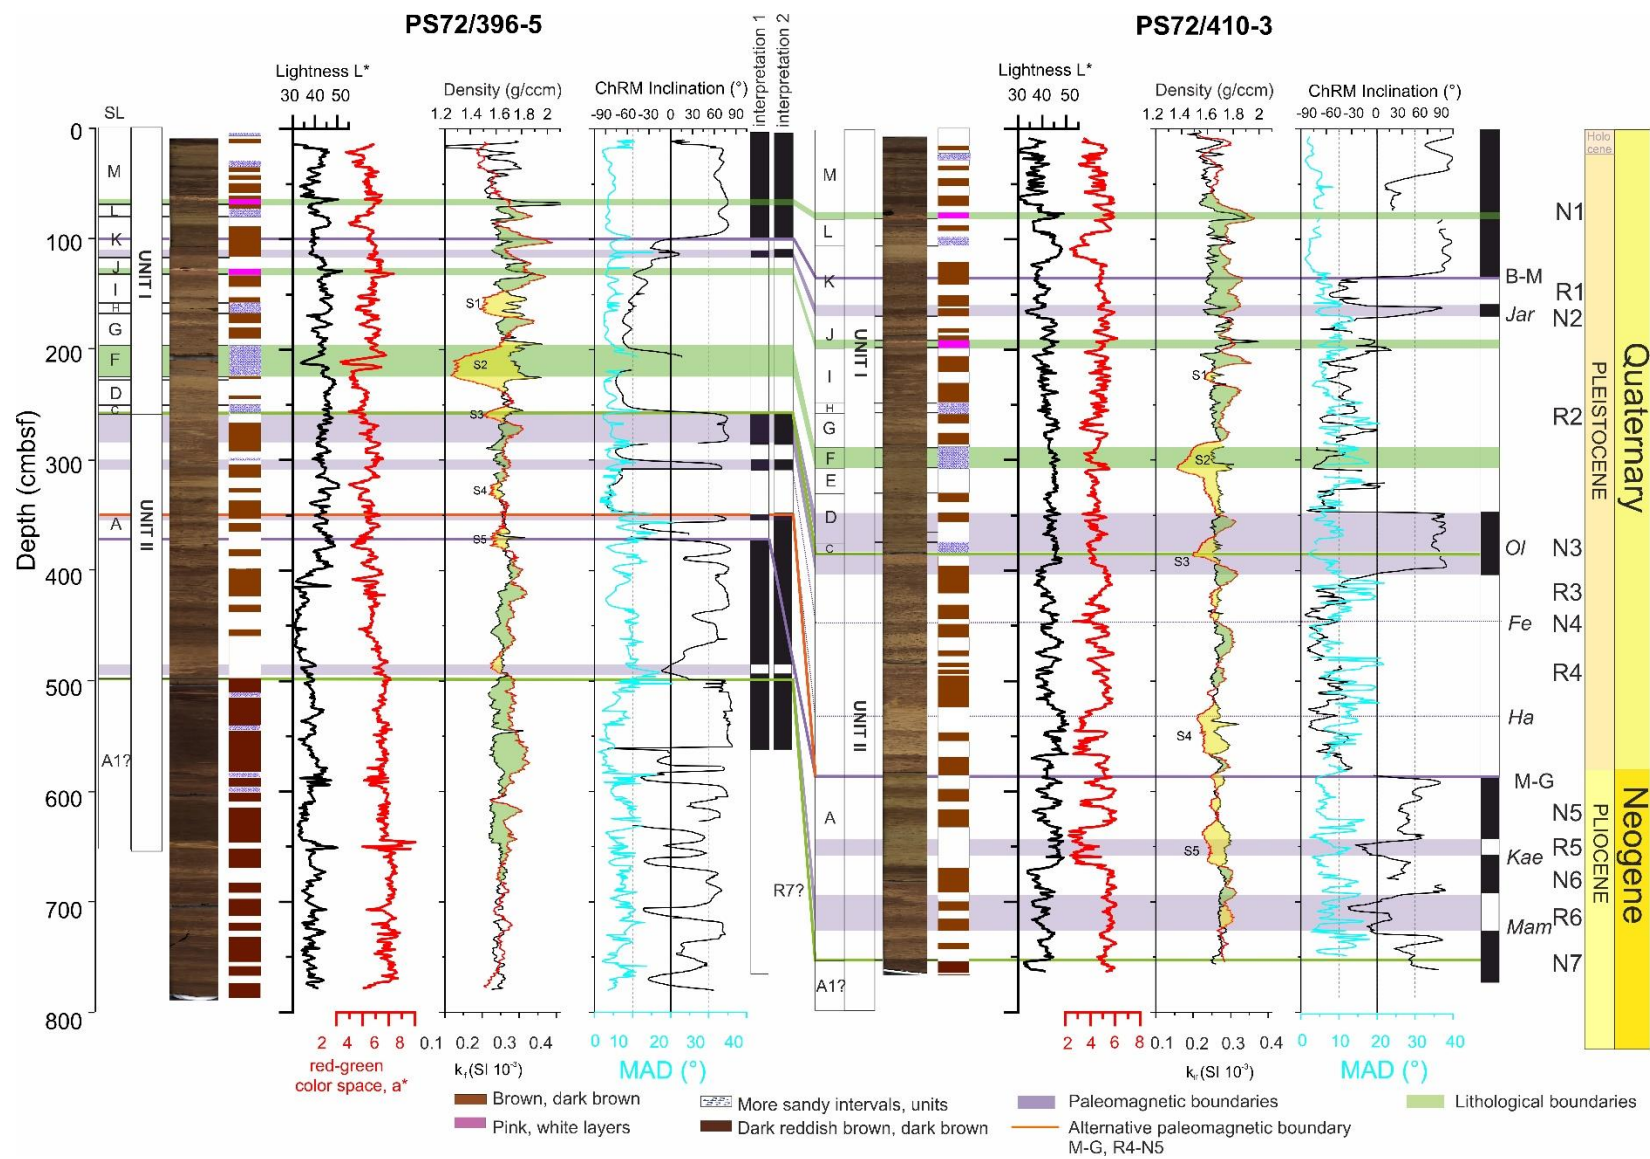 PS72/396-5
PS72/410-3
interpretation 1
interpretation 2
Lightness L*
30 40 50
Density (g/ccm)
1.2 1.4 1.6 1.8 2
ChRM Inclination (°)
-90 -60 -30 0 30 60 90
Lightness L*
30 40 50
Density (g/ccm)
1.2 1.4 1.6 1.8 2
ChRM Inclination (°)
-90 -60 -30 0 30 60 90
SL
Depth (cmbsf)
0
100
200
300
400
500
600
700
800
M
L
K
J
I
H
G
F
D
C
A
A1?
UNIT I
UNIT II
S1
S2
S3
S4
S5
R7?
M
L
K
J
I
H
G
F
E
D
C
A
A1?
UNIT I
UNIT II
S1
S2
S3
S4
S5
B-M
Jar
Ol
Fe
Ha
M-G
Kae
Mam
N1
R1
N2
R2
N3
R3
N4
R4
N5
R5
N6
R6
N7
Holo
cene
PLEISTOCENE
PLIOCENE
Quaternary
Neogene
2 4 6 8
red-green
color space, a*
0.1 0.2 0.3 0.4
kᵢ (SI 10⁻³)
0 10 20 30 40
MAD (°)
2 4 6 8
0.1 0.2 0.3 0.4
0 10 20 30 40
MAD (°)
Brown, dark brown
Pink, white layers
More sandy intervals, units
Dark reddish brown, dark brown
Paleomagnetic boundaries
Alternative paleomagnetic boundary
M-G, R4-N5
Lithological boundaries